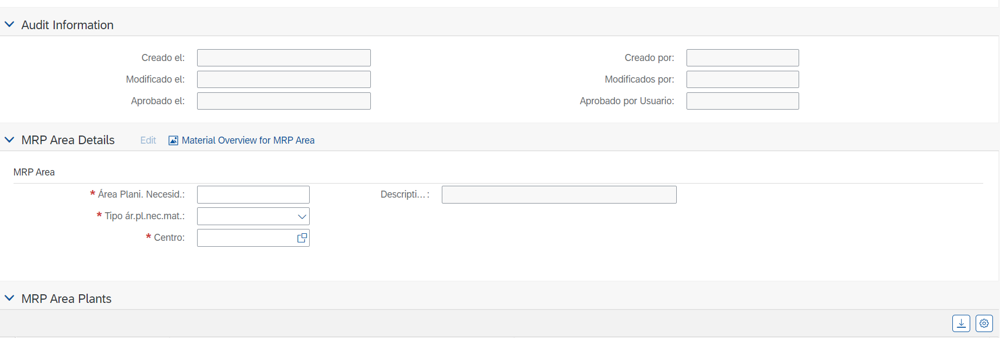 Audit Information
Creado el:
Creado por:
Modificado el:
Modificados por:
Aprobado el:
Aprobado por Usuario:
MRP Area Details Edit Material Overview for MRP Area
MRP Area
* Área Plani. Necesid.:
Descripti...:
* Tipo ár.pl.nec.mat.:
* Centro:
MRP Area Plants